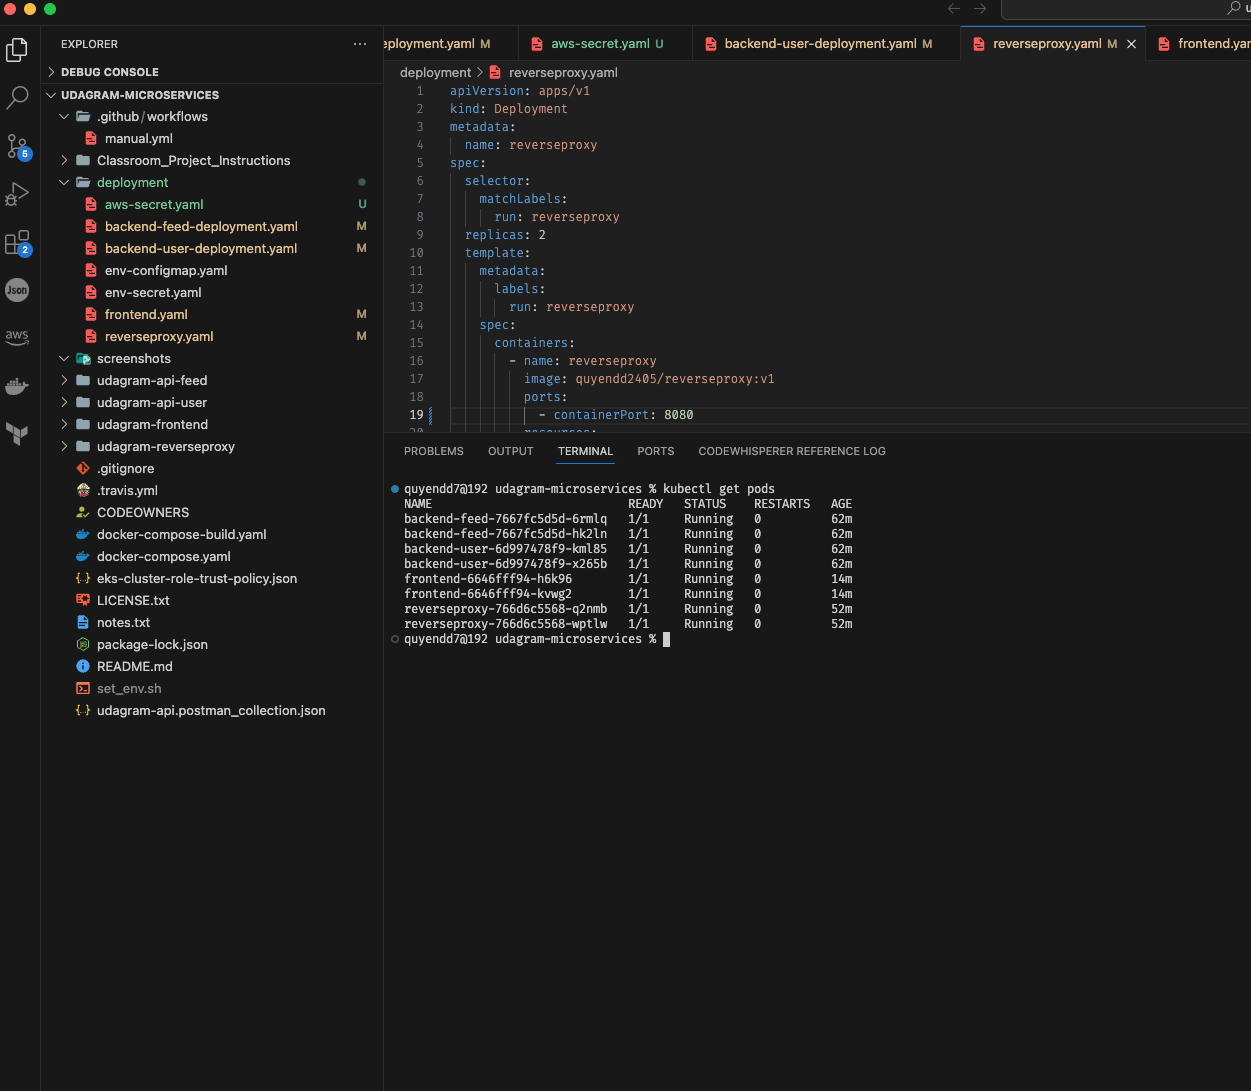 EXPLORER
DEBUG CONSOLE
UDAGRAM-MICROSERVICES
.github/workflows
manual.yml
Classroom_Project_Instructions
deployment
aws-secret.yaml U
backend-feed-deployment.yaml M
backend-user-deployment.yaml M
env-configmap.yaml
env-secret.yaml
frontend.yaml M
reverseproxy.yaml M
screenshots
udagram-api-feed
udagram-api-user
udagram-frontend
udagram-reverseproxy
.gitignore
.travis.yml
CODEOWNERS
docker-compose-build.yaml
docker-compose.yaml
eks-cluster-role-trust-policy.json
LICENSE.txt
notes.txt
package-lock.json
README.md
set_env.sh
udagram-api.postman_collection.json
5
2
Json
aws
eployment.yaml M
aws-secret.yaml U
backend-user-deployment.yaml M
reverseproxy.yaml M
frontend.yar
deployment > reverseproxy.yaml
1 apiVersion: apps/v1
2 kind: Deployment
3 metadata:
4 name: reverseproxy
5 spec:
6 selector:
7 matchLabels:
8 run: reverseproxy
9 replicas: 2
10 template:
11 metadata:
12 labels:
13 run: reverseproxy
14 spec:
15 containers:
16 - name: reverseproxy
17 image: quyendd2405/reverseproxy:v1
18 ports:
19 - containerPort: 8080
20 resources:
PROBLEMS OUTPUT TERMINAL PORTS CODEWHISPERER REFERENCE LOG
quyendd7@192 udagram-microservices % kubectl get pods
NAME READY STATUS RESTARTS AGE
backend-feed-7667fc5d5d-6rmlq 1/1 Running 0 62m
backend-feed-7667fc5d5d-hk2ln 1/1 Running 0 62m
backend-user-6d997478f9-kml85 1/1 Running 0 62m
backend-user-6d997478f9-x265b 1/1 Running 0 62m
frontend-6646fff94-h6k96 1/1 Running 0 14m
frontend-6646fff94-kvwg2 1/1 Running 0 14m
reverseproxy-766d6c5568-q2nmb 1/1 Running 0 52m
reverseproxy-766d6c5568-wptlw 1/1 Running 0 52m
quyendd7@192 udagram-microservices %